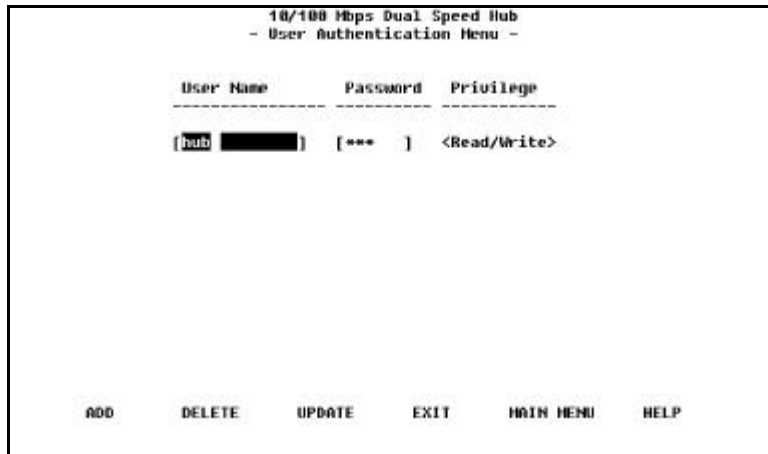 10/100 Mbps Dual Speed Hub
- User Authentication Menu -
User Name Password Privilege
---------------- ---------- ------------
[hub ] [*** ] <Read/Write>
ADD DELETE UPDATE EXIT MAIN MENU HELP